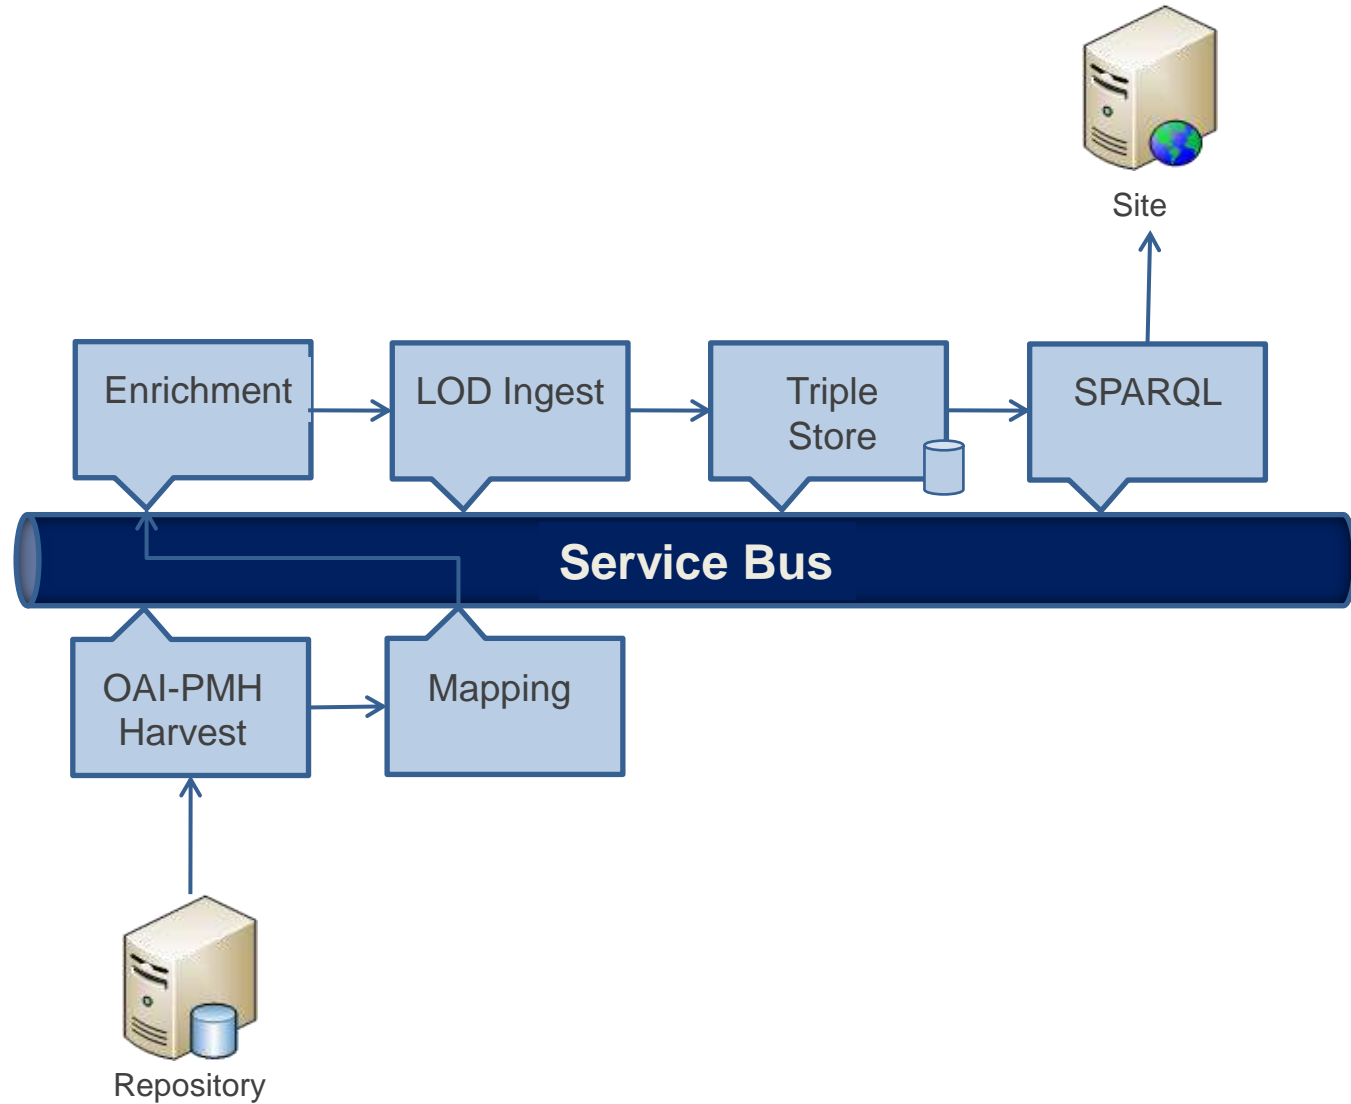 Site
Enrichment
LOD Ingest
Triple
Store
SPARQL
Service Bus
OAI-PMH
Harvest
Mapping
Repository